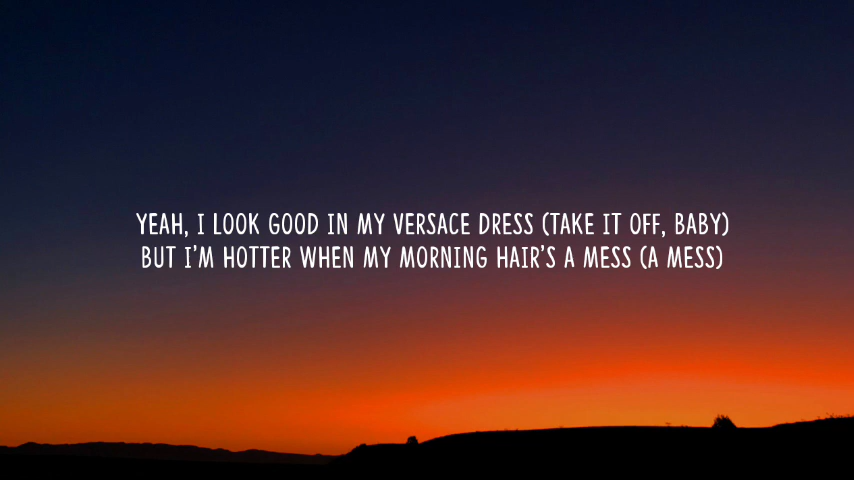 YEAH, I LOOK GOOD IN MY VERSACE DRESS (TAKE IT OFF, BABY)
BUT I'M HOTTER WHEN MY MORNING HAIR'S A MESS (A MESS)